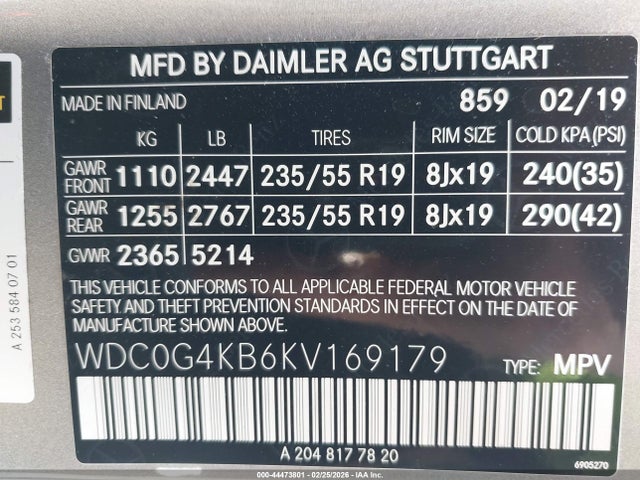 MFD BY DAIMLER AG STUTTGART
MADE IN FINLAND 859 02/19
KG LB TIRES RIM SIZE COLD KPA(PSI)
GAWR FRONT 1110 2447 235/55 R19 8Jx19 240(35)
GAWR REAR 1255 2767 235/55 R19 8Jx19 290(42)
GVWR 2365 5214
THIS VEHICLE CONFORMS TO ALL APPLICABLE FEDERAL MOTOR VEHICLE
SAFETY AND THEFT PREVENTION STANDARDS IN EFFECT ON THE DATE OF
MANUFACTURE SHOWN ABOVE.
WDC0G4KB6KV169179 TYPE: MPV
A 204 817 78 20
6905270
A 253 584 07 01
000-44473801 - 02/25/2026 - IAA Inc.